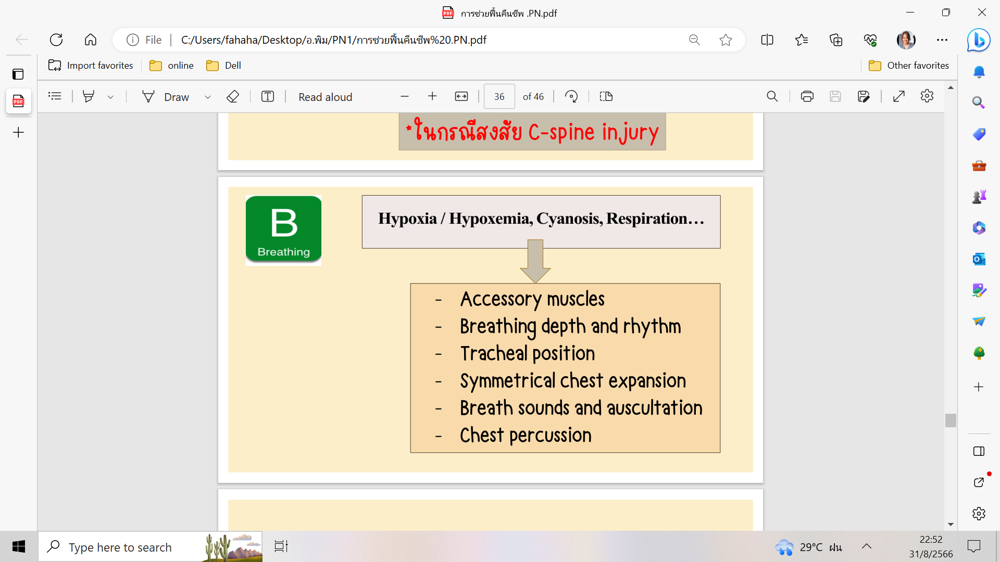 การช่วยฟื้นคืนชีพ .PN.pdf
File
C:/Users/fahaha/Desktop/อ.พิม/PN1/การช่วยฟื้นคืนชีพ%20.PN.pdf
Import favorites
online
Dell
Other favorites
Draw
Read aloud
36
of 46
*ในกรณีสงสัย C-spine injury
B
Breathing
Hypoxia / Hypoxemia, Cyanosis, Respiration…
- Accessory muscles
- Breathing depth and rhythm
- Tracheal position
- Symmetrical chest expansion
- Breath sounds and auscultation
- Chest percussion
Type here to search
29°C ฝน
22:52
31/8/2566